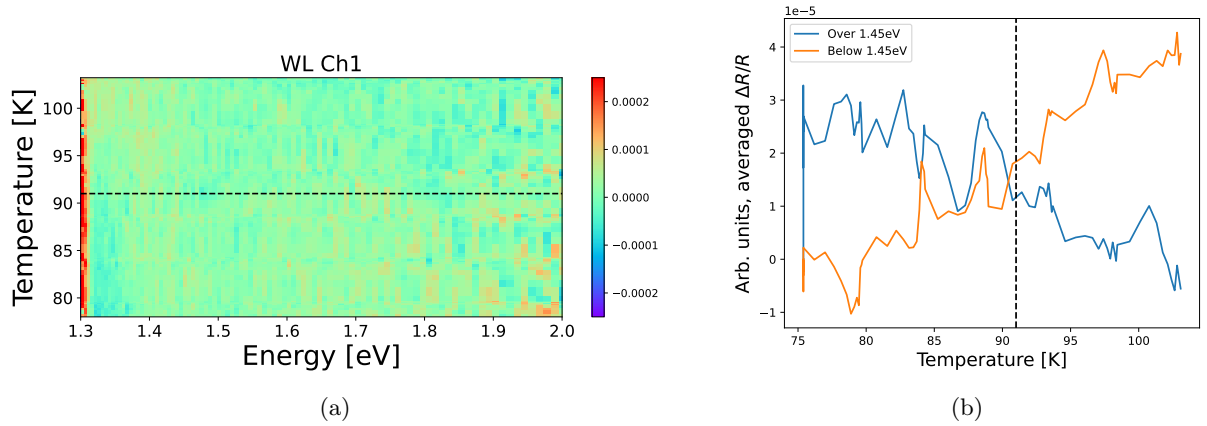 WL Ch1
Temperature [K]
100
95
90
85
80
1.3 1.4 1.5 1.6 1.7 1.8 1.9 2.0
Energy [eV]
0.0002
0.0001
0.0000
−0.0001
−0.0002
(a)
1e−5
Over 1.45eV
Below 1.45eV
Arb. units, averaged ΔR/R
4
3
2
1
0
−1
75 80 85 90 95 100
Temperature [K]
(b)